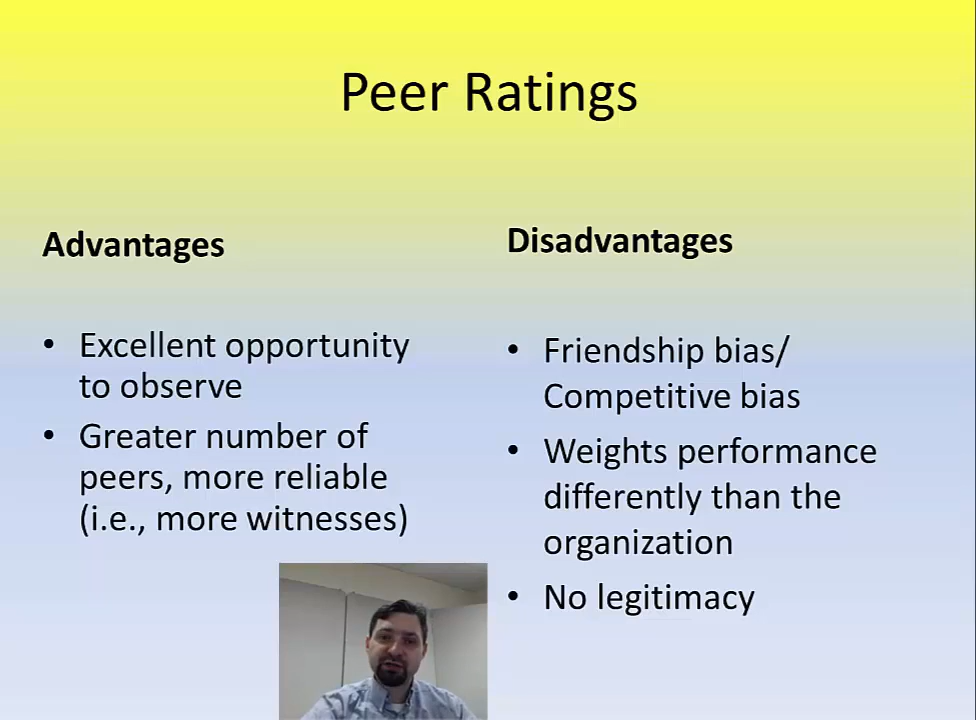 Peer Ratings
Advantages
• Excellent opportunity
to observe
• Greater number of
peers, more reliable
(i.e., more witnesses)
Disadvantages
• Friendship bias/
Competitive bias
• Weights performance
differently than the
organization
• No legitimacy